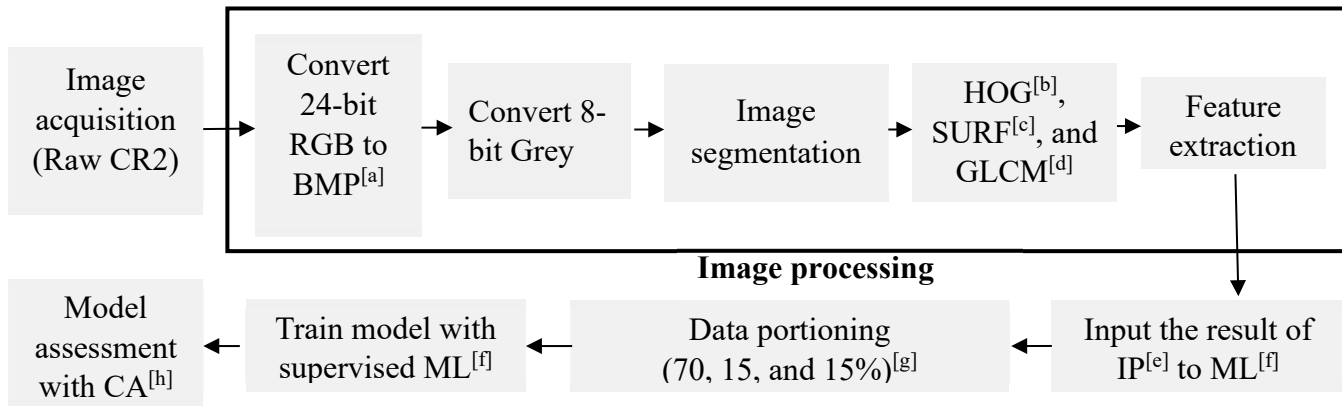 Image
acquisition
(Raw CR2)
Convert
24-bit
RGB to
BMP[a]
Convert 8-
bit Grey
Image
segmentation
HOG[b],
SURF[c], and
GLCM[d]
Feature
extraction
Image processing
Input the result of
IP[e] to ML[f]
Data portioning
(70, 15, and 15%)[g]
Train model with
supervised ML[f]
Model
assessment
with CA[h]